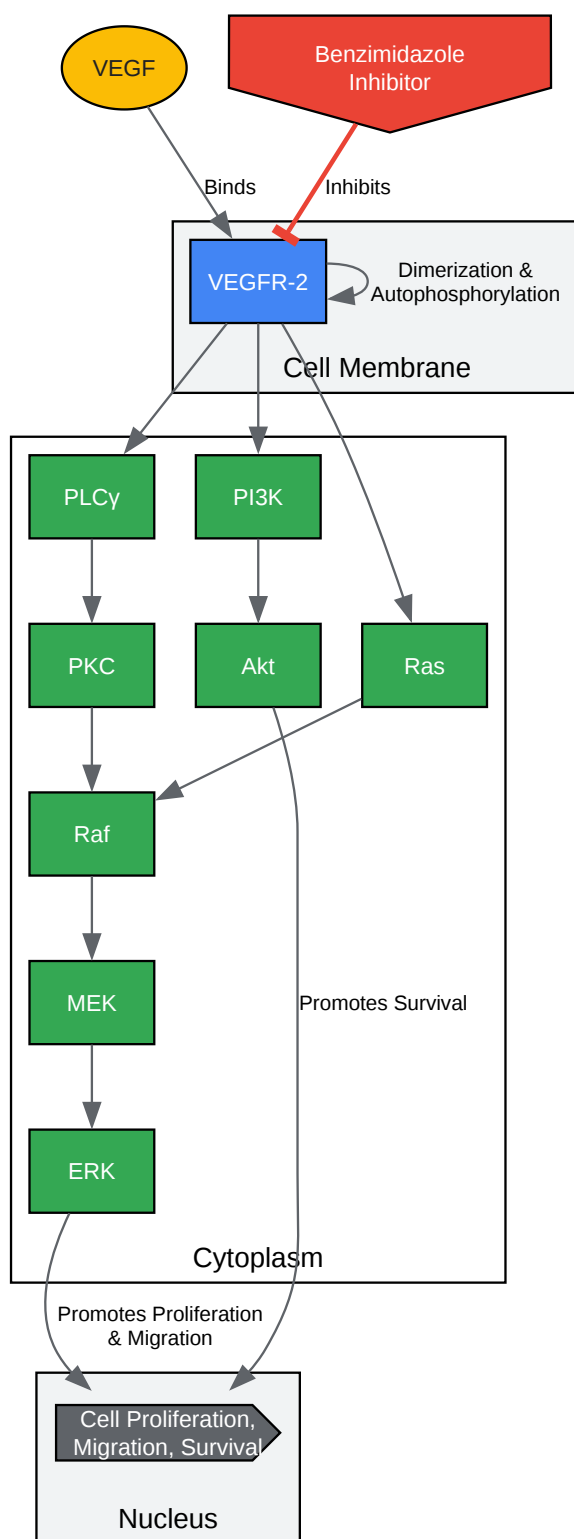 VEGF
Benzimidazole
Inhibitor
Binds
Inhibits
VEGFR-2
Dimerization &
Autophosphorylation
Cell Membrane
PLCγ
PI3K
PKC
Akt
Ras
Raf
MEK
Promotes Survival
ERK
Cytoplasm
Promotes Proliferation
& Migration
Cell Proliferation,
Migration, Survival
Nucleus